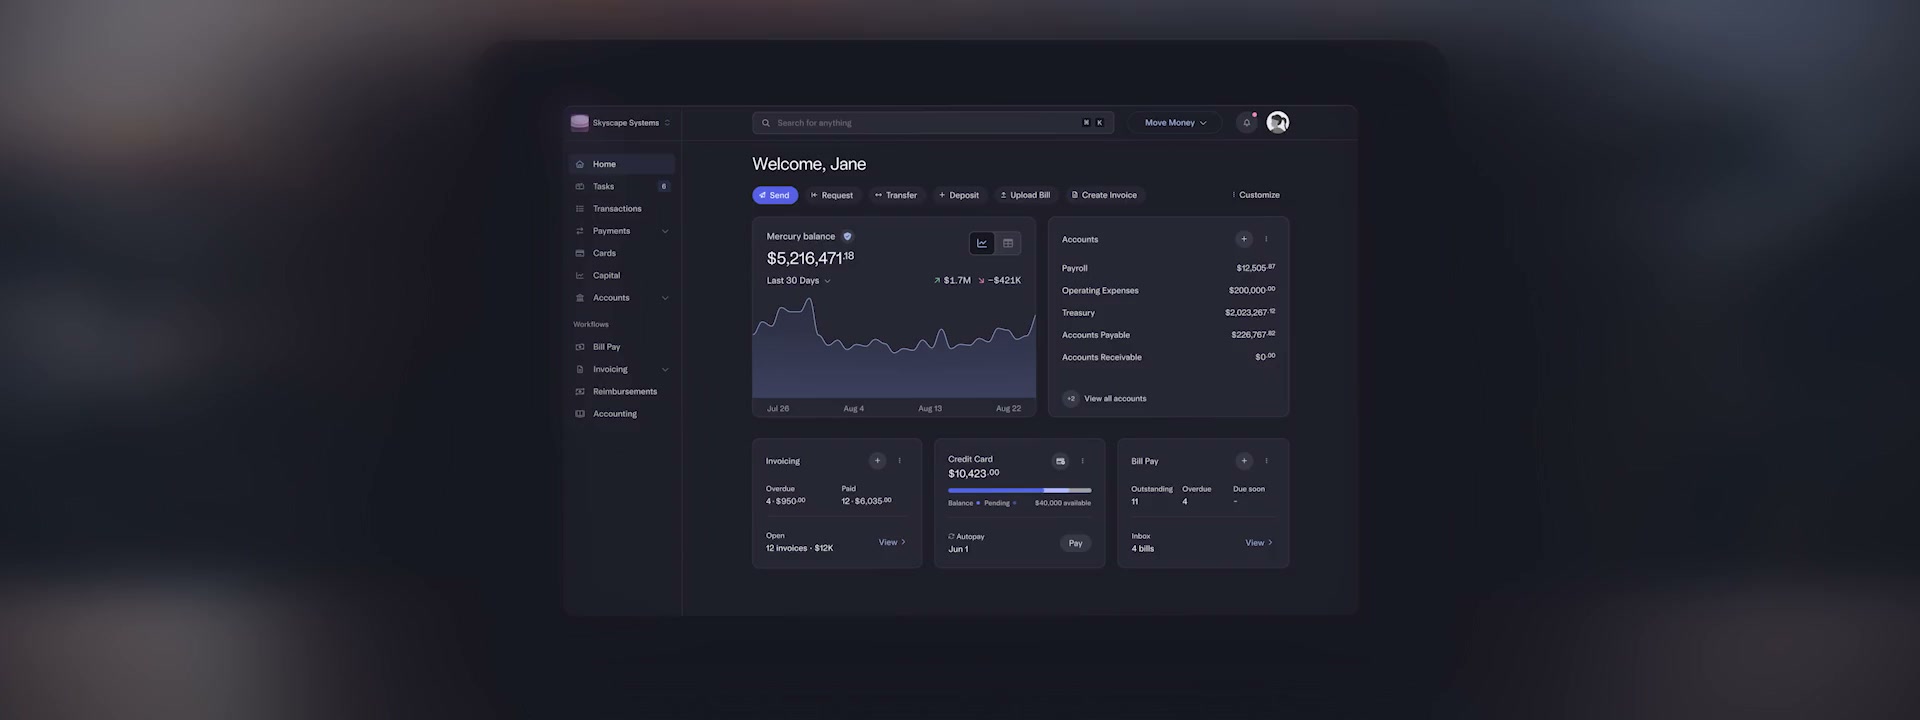 Skyscape Systems
Search for anything
⌘ K
Move Money
Home
Tasks 6
Transactions
Payments
Cards
Capital
Accounts
Workflows
Bill Pay
Invoicing
Reimbursements
Accounting
Welcome, Jane
Send Request Transfer Deposit Upload Bill Create Invoice Customize
Mercury balance
$5,216,471.18
Last 30 Days $1.7M −$421K
Jul 26 Aug 4 Aug 13 Aug 22
Accounts
Payroll $12,505.87
Operating Expenses $200,000.00
Treasury $2,023,267.12
Accounts Payable $226,767.82
Accounts Receivable $0.00
+2 View all accounts
Invoicing
Overdue Paid
4 · $950.00 12 · $6,035.00
Open
12 invoices · $12K View
Credit Card
$10,423.00
Balance Pending $40,000 available
Autopay
Jun 1
Pay
Bill Pay
Outstanding Overdue Due soon
11 4 -
Inbox
4 bills View